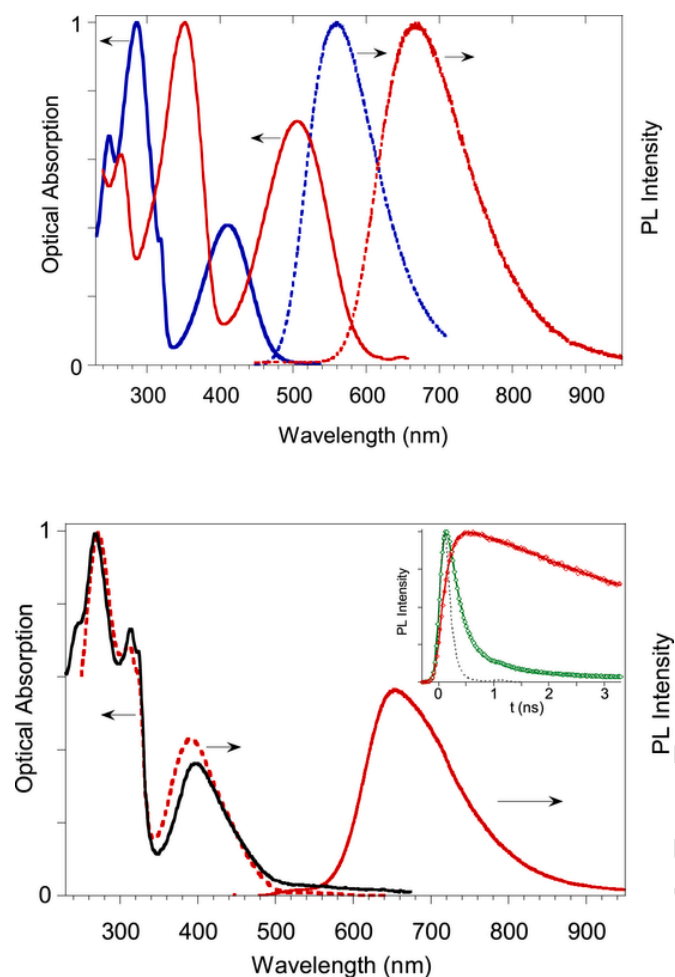 1
Optical Absorption
PL Intensity
0
300 400 500 600 700 800 900
Wavelength (nm)
1
Optical Absorption
PL Intensity
0 1 2 3
t (ns)
PL Intensity
0
300 400 500 600 700 800 900
Wavelength (nm)